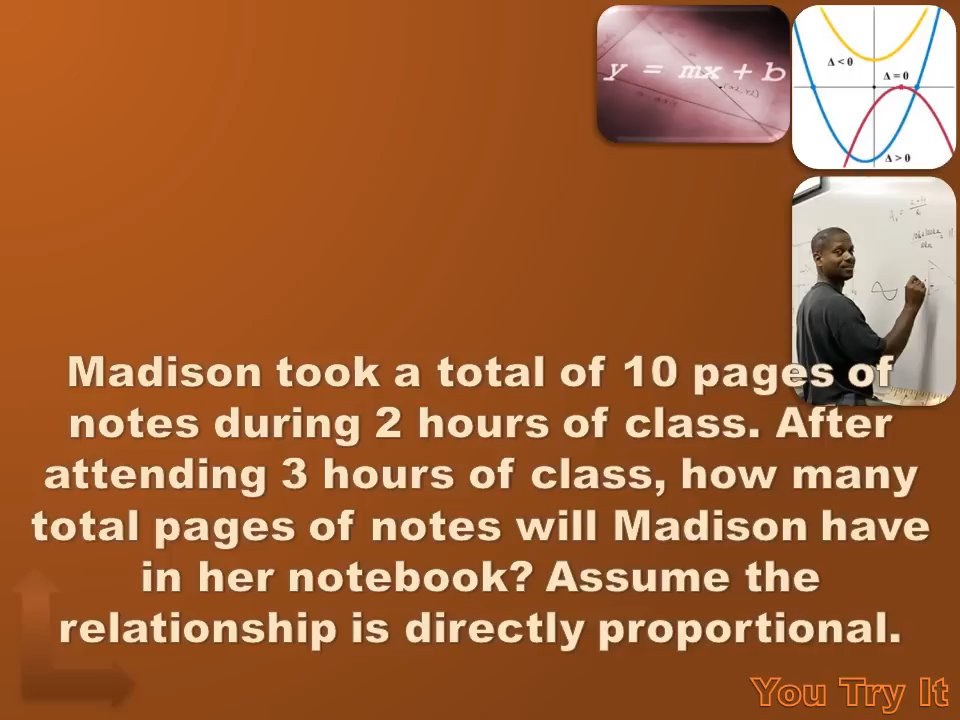 y = mx + b
Δ < 0
Δ = 0
Δ > 0
Madison took a total of 10 pages of
notes during 2 hours of class. After
attending 3 hours of class, how many
total pages of notes will Madison have
in her notebook? Assume the
relationship is directly proportional.
You Try It